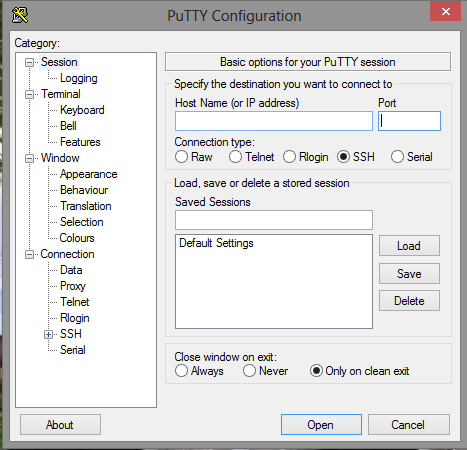 PuTTY Configuration
Category:
Session
Logging
Terminal
Keyboard
Bell
Features
Window
Appearance
Behaviour
Translation
Selection
Colours
Connection
Data
Proxy
Telnet
Rlogin
SSH
Serial
Basic options for your PuTTY session
Specify the destination you want to connect to
Host Name (or IP address) Port
Connection type:
Raw Telnet Rlogin SSH Serial
Load, save or delete a stored session
Saved Sessions
Default Settings
Load
Save
Delete
Close window on exit:
Always Never Only on clean exit
About Open Cancel